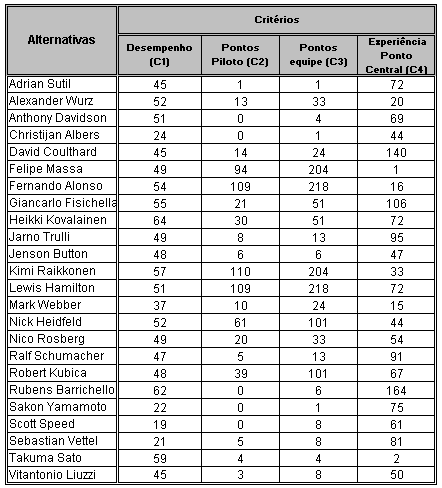 Alternativas
Critérios
Desempenho (C1)
Pontos Piloto (C2)
Pontos equipe (C3)
Experiência Ponto Central (C4)
Adrian Sutil 45 1 1 72
Alexander Wurz 52 13 33 20
Anthony Davidson 51 0 4 69
Christijan Albers 24 0 1 44
David Coulthard 45 14 24 140
Felipe Massa 49 94 204 1
Fernando Alonso 54 109 218 16
Giancarlo Fisichella 55 21 51 106
Heikki Kovalainen 64 30 51 72
Jarno Trulli 49 8 13 95
Jenson Button 48 6 6 47
Kimi Raikkonen 57 110 204 33
Lewis Hamilton 51 109 218 72
Mark Webber 37 10 24 15
Nick Heidfeld 52 61 101 44
Nico Rosberg 49 20 33 54
Ralf Schumacher 47 5 13 91
Robert Kubica 48 39 101 67
Rubens Barrichello 62 0 6 164
Sakon Yamamoto 22 0 1 75
Scott Speed 19 0 8 61
Sebastian Vettel 21 5 8 81
Takuma Sato 59 4 4 2
Vitantonio Liuzzi 45 3 8 50